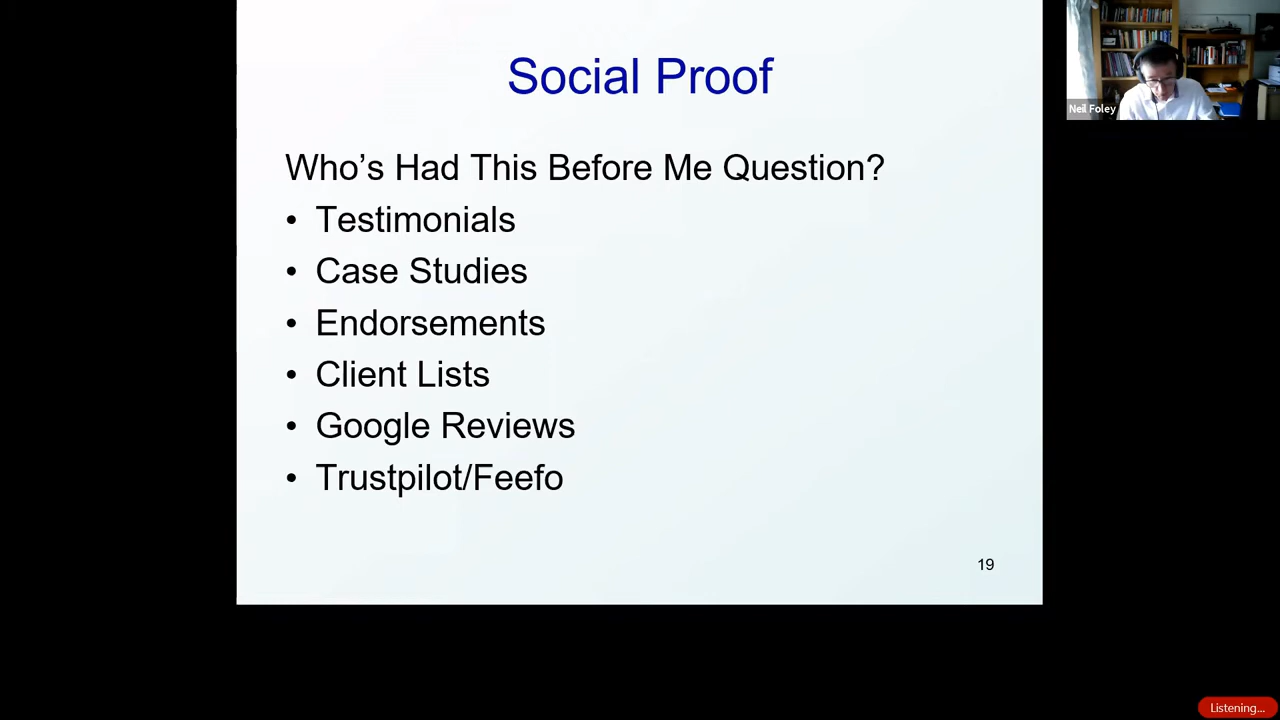 Social Proof
Neil Foley
Who's Had This Before Me Question?
• Testimonials
• Case Studies
• Endorsements
• Client Lists
• Google Reviews
• Trustpilot/Feefo
19
Listening...